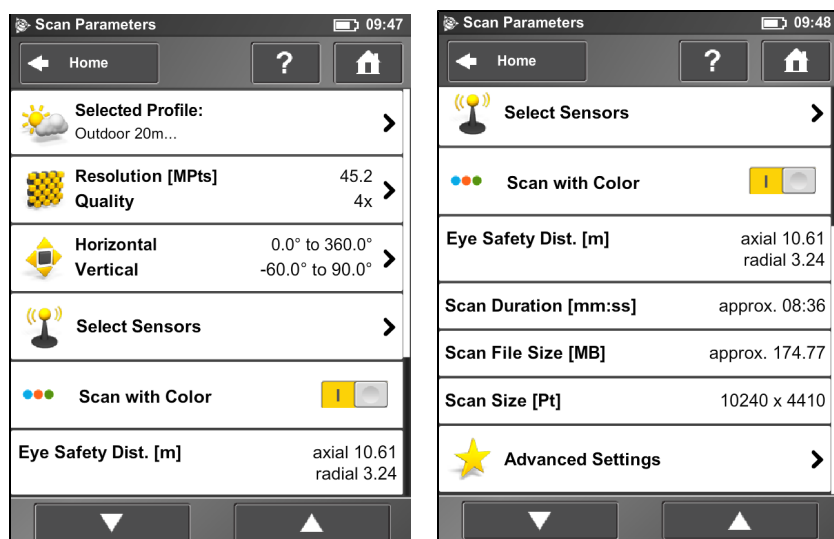 Scan Parameters 09:47
Home ?
Selected Profile:
Outdoor 20m...
Resolution [MPts] 45.2
Quality 4x
Horizontal 0.0° to 360.0°
Vertical -60.0° to 90.0°
Select Sensors
Scan with Color I
Eye Safety Dist. [m] axial 10.61
radial 3.24
Scan Parameters 09:48
Home ?
Select Sensors
Scan with Color I
Eye Safety Dist. [m] axial 10.61
radial 3.24
Scan Duration [mm:ss] approx. 08:36
Scan File Size [MB] approx. 174.77
Scan Size [Pt] 10240 x 4410
Advanced Settings